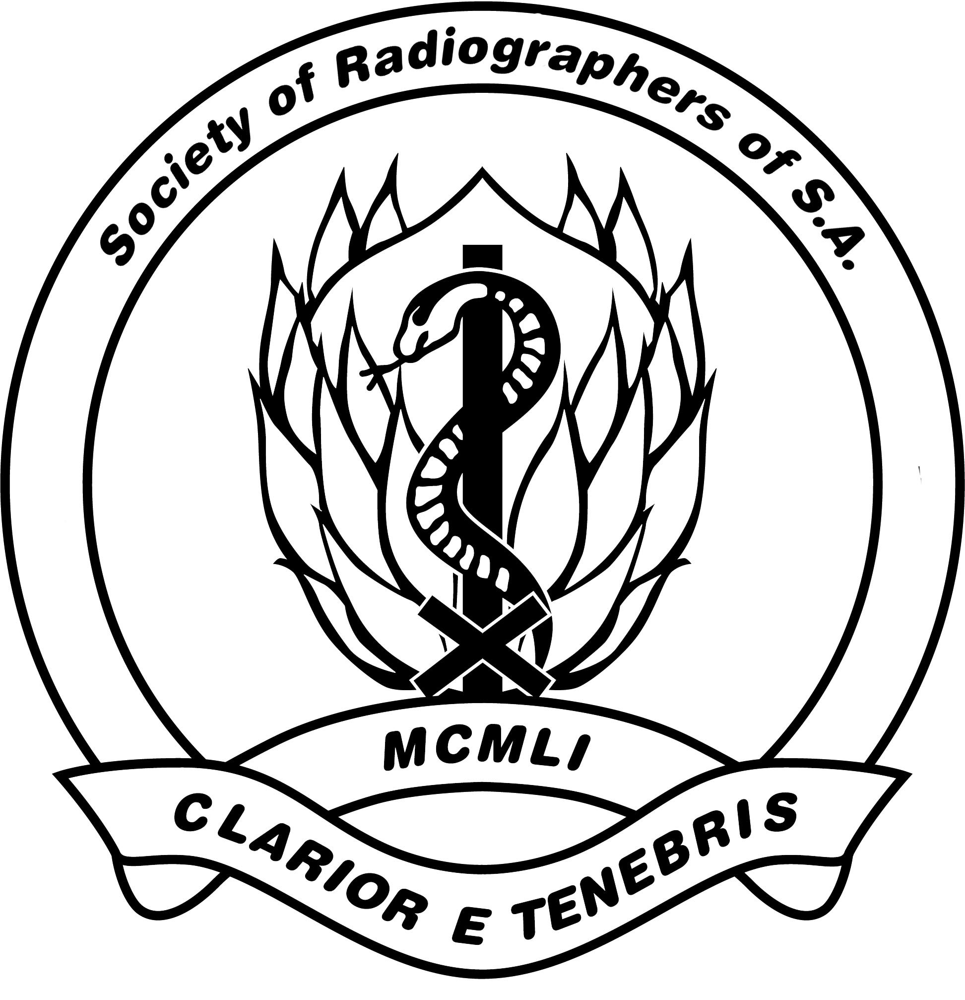 Society of Radiographers of S.A.
MCMLI
CLARIOR E TENEBRIS